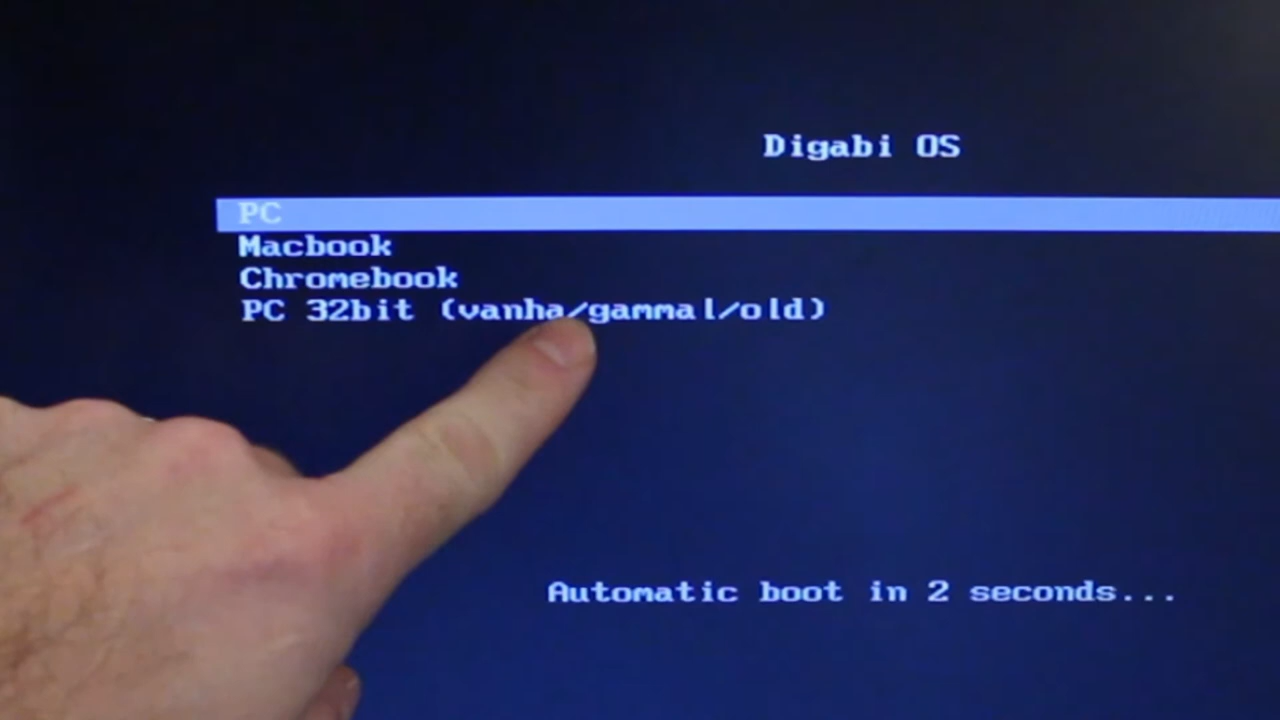 Digabi OS
PC
Macbook
Chromebook
PC 32bit (vanha/gammal/old)
Automatic boot in 2 seconds...